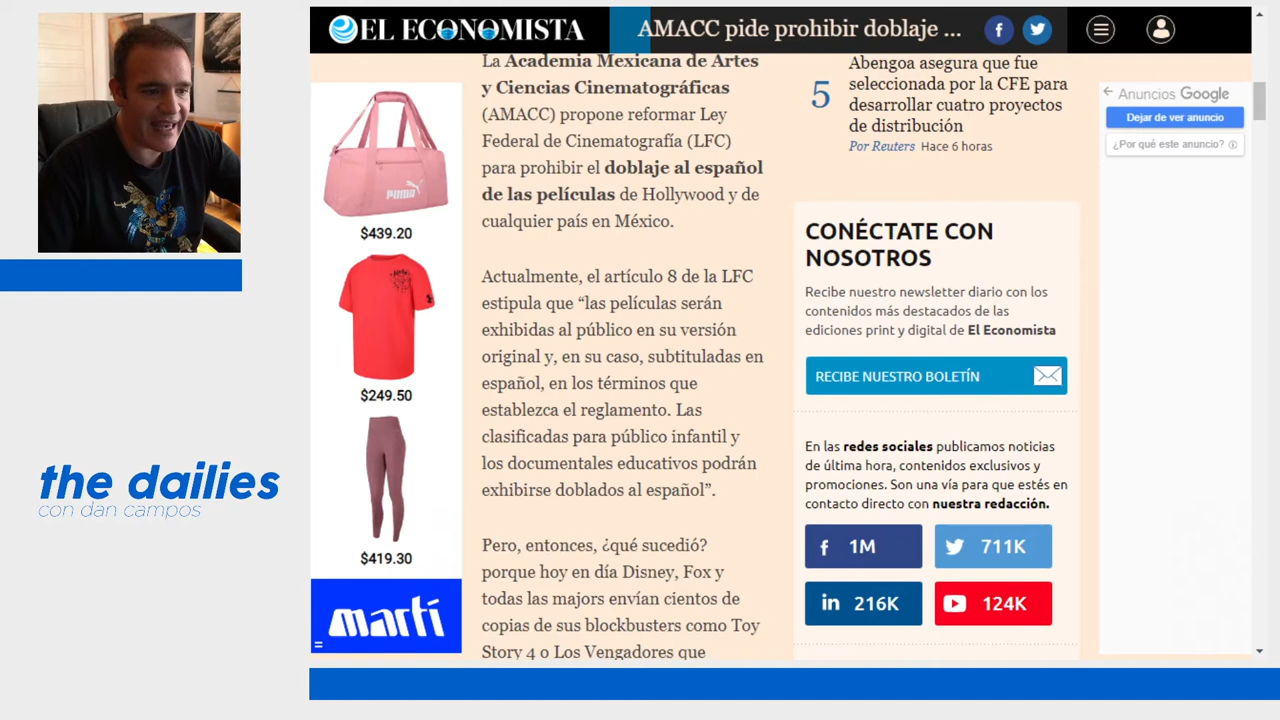 EL ECONOMISTA
AMACC pide prohibir doblaje ...
La Academia Mexicana de Artes
y Ciencias Cinematográficas
(AMACC) propone reformar Ley
Federal de Cinematografía (LFC)
para prohibir el doblaje al español
de las películas de Hollywood y de
cualquier país en México.
Actualmente, el artículo 8 de la LFC
estipula que “las películas serán
exhibidas al público en su versión
original y, en su caso, subtituladas en
español, en los términos que
establezca el reglamento. Las
clasificadas para público infantil y
los documentales educativos podrán
exhibirse doblados al español”.
Pero, entonces, ¿qué sucedió?
porque hoy en día Disney, Fox y
todas las majors envían cientos de
copias de sus blockbusters como Toy
Story 4 o Los Vengadores que
PUMA
$439.20
$249.50
$419.30
martí
5
Abengoa asegura que fue
seleccionada por la CFE para
desarrollar cuatro proyectos
de distribución
Por Reuters Hace 6 horas
CONÉCTATE CON
NOSOTROS
Recibe nuestro newsletter diario con los
contenidos más destacados de las
ediciones print y digital de El Economista
RECIBE NUESTRO BOLETÍN
En las redes sociales publicamos noticias
de última hora, contenidos exclusivos y
promociones. Son una vía para que estés en
contacto directo con nuestra redacción.
1M
711K
in 216K
124K
Anuncios Google
Dejar de ver anuncio
¿Por qué este anuncio?
the dailies
con dan campos